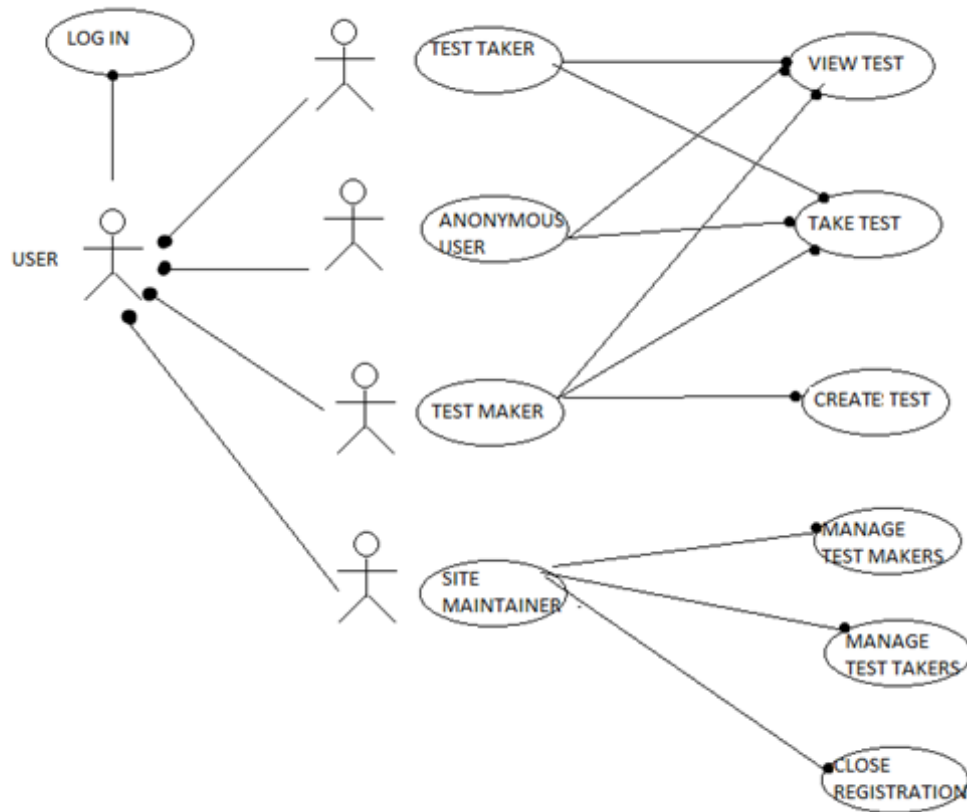 LOG IN
TEST TAKER
VIEW TEST
ANONYMOUS
USER
TAKE TEST
USER
TEST MAKER
CREATE TEST
SITE
MAINTAINER
MANAGE
TEST MAKERS
MANAGE
TEST TAKERS
CLOSE
REGISTRATION